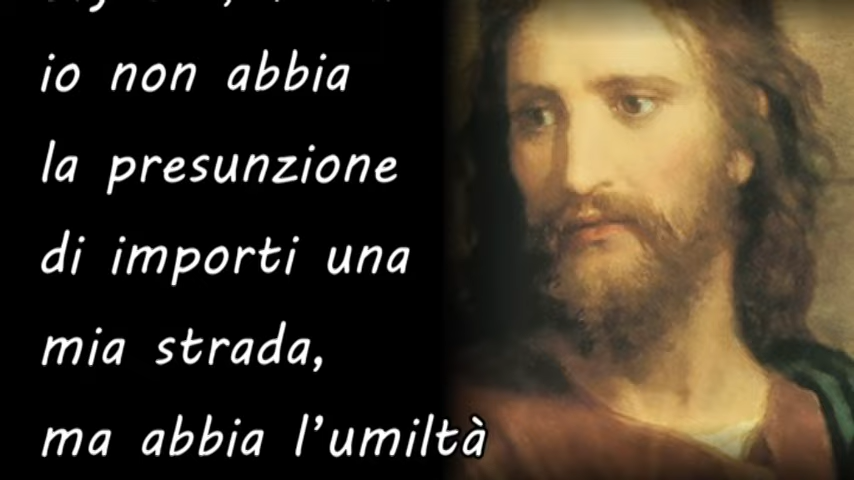 io non abbia
la presunzione
di importi una
mia strada,
ma abbia l'umiltà